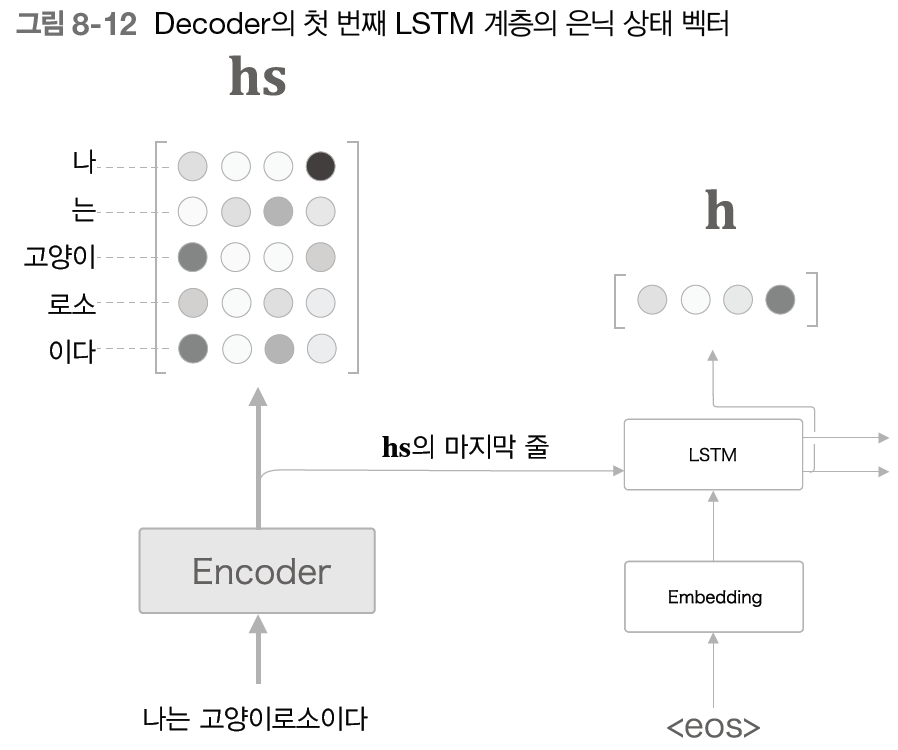 그림 8-12 Decoder의 첫 번째 LSTM 계층의 은닉 상태 벡터
hs
나
는
고양이
로소
이다
h
hs의 마지막 줄
LSTM
Encoder
Embedding
나는 고양이로소이다
<eos>